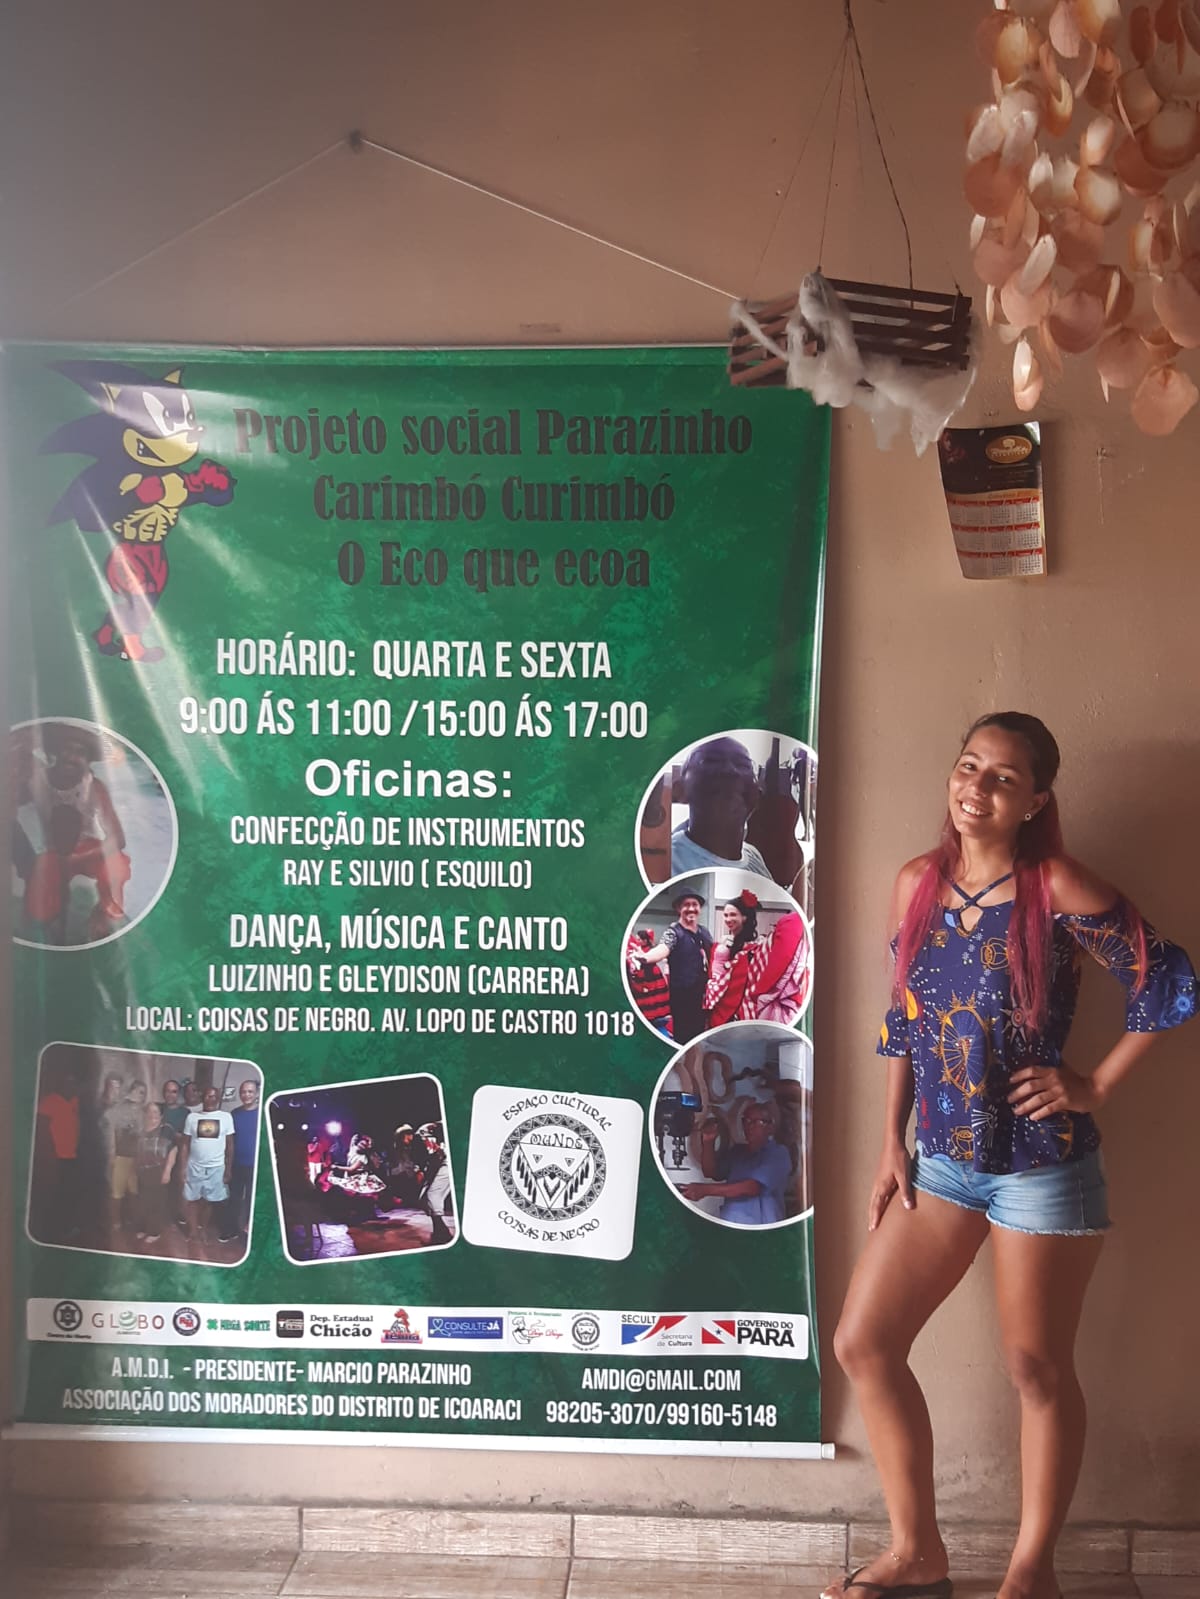 Projeto social Parazinho
Carimbó Curimbó
O Eco que ecoa
HORÁRIO: QUARTA E SEXTA
9:00 ÁS 11:00 /15:00 ÁS 17:00
Oficinas:
CONFECÇÃO DE INSTRUMENTOS
RAY E SILVIO ( ESQUILO)
DANÇA, MÚSICA E CANTO
LUIZINHO E GLEYDISON (CARRERA)
LOCAL: COISAS DE NEGRO. AV. LOPO DE CASTRO 1018
ESPAÇO CULTURAL
MUNDÉ
COISAS DE NEGRO
GLOBO
MEGA SORTE
Dep. Estadual
Chicão
CONSULTEJÁ
SECULT
Secretaria
de Cultura
GOVERNO DO
PARÁ
A.M.D.I. - PRESIDENTE- MARCIO PARAZINHO
ASSOCIAÇÃO DOS MORADORES DO DISTRITO DE ICOARACI
AMDI@GMAIL.COM
98205-3070/99160-5148